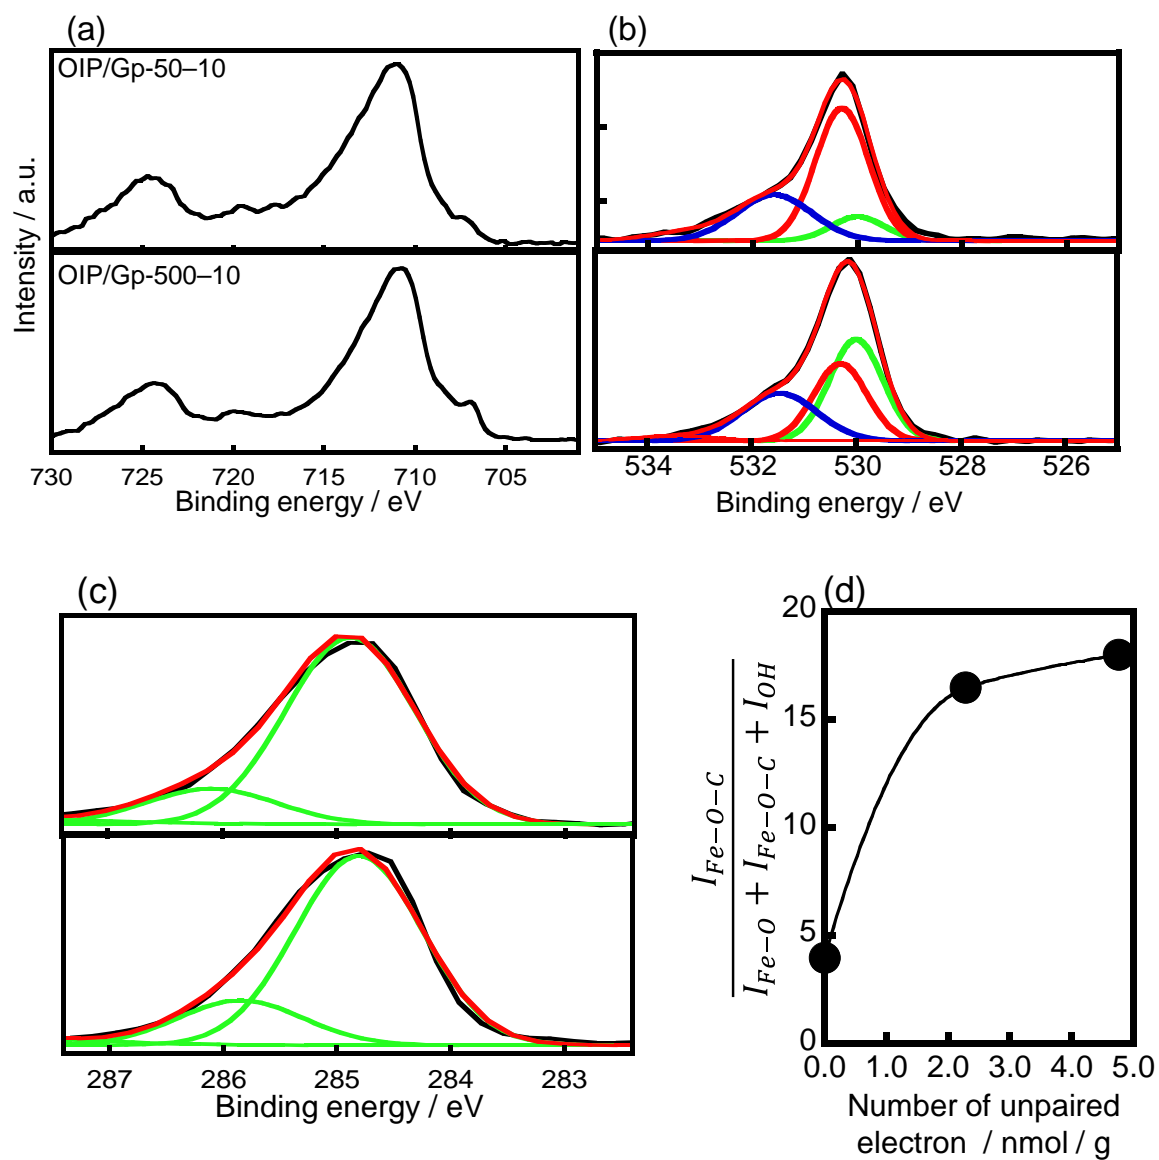 (a)
OIP/Gp-50–10
OIP/Gp-500–10
Intensity / a.u.
730 725 720 715 710 705
Binding energy / eV
(b)
534 532 530 528 526
Binding energy / eV
(c)
287 286 285 284 283
Binding energy / eV
(d)
20
15
10
5
0
0.0 1.0 2.0 3.0 4.0 5.0
I_{Fe−O−C}
I_{Fe−O} + I_{Fe−O−C} + I_{OH}
Number of unpaired
electron / nmol / g